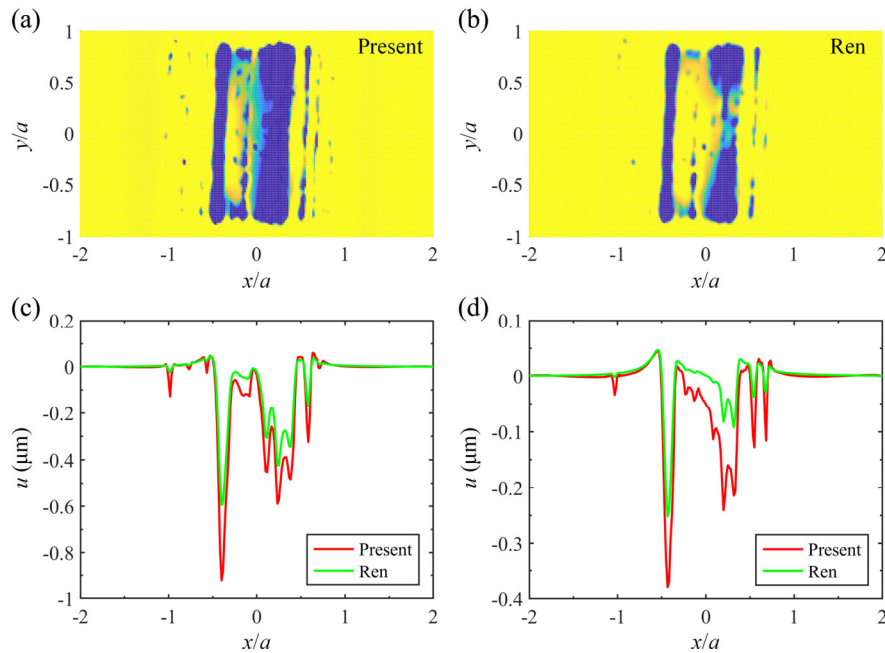 (a)
(b)
Present
Ren
1
0.5
0
-0.5
-1
y/a
-2
-1
0
1
2
x/a
1
0.5
0
-0.5
-1
y/a
-2
-1
0
1
2
x/a
(c)
(d)
0.2
0
-0.2
-0.4
-0.6
-0.8
-1
u (μm)
Present
Ren
-2
-1
0
1
2
x/a
0.1
0
-0.1
-0.2
-0.3
-0.4
u (μm)
Present
Ren
-2
-1
0
1
2
x/a